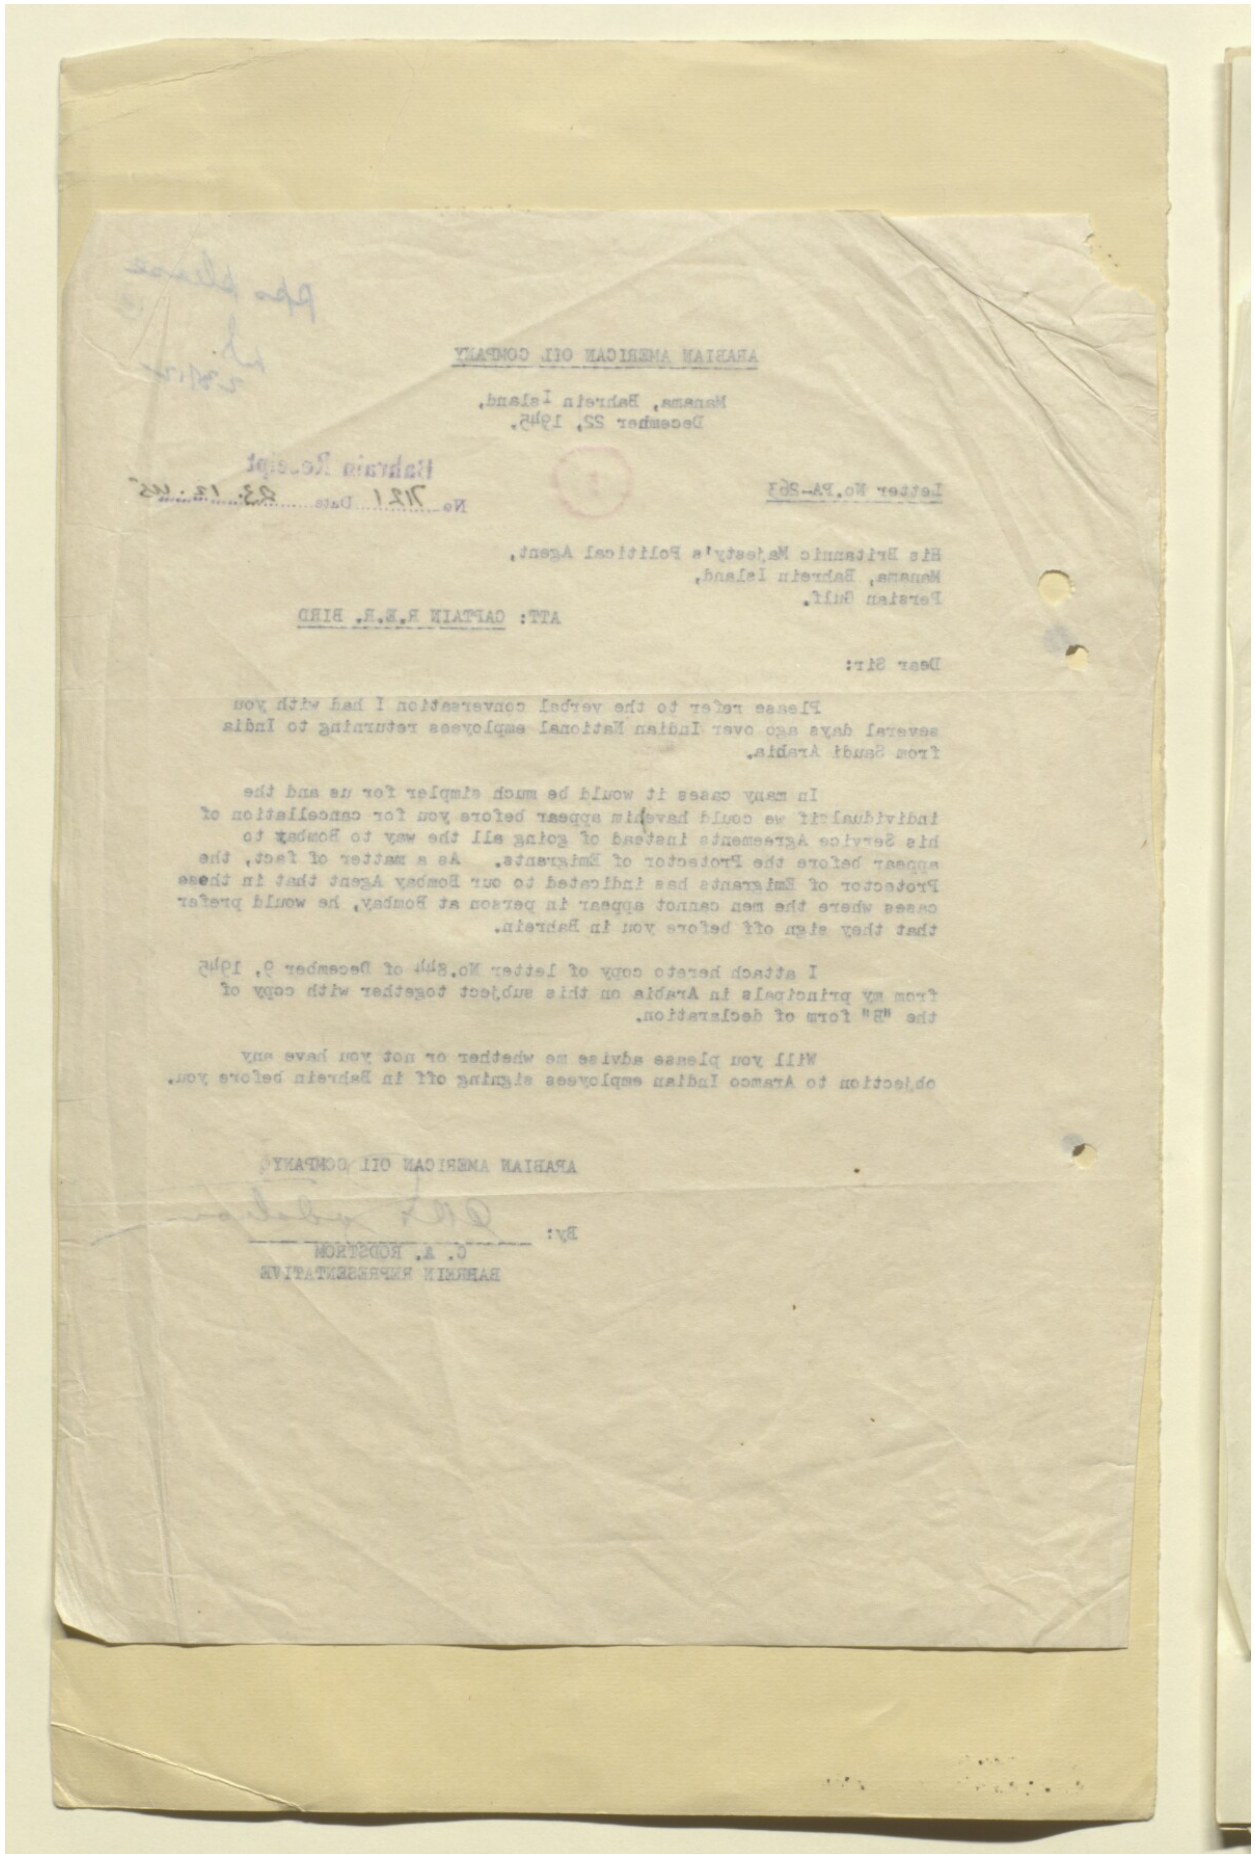 pps please
23/12
ARABIAN AMERICAN OIL COMPANY
Manama, Bahrein Island,
December 22, 1945.
Bahrain Receipt
No 7121 Date 23.12.45
Letter No.PA-263
His Britannic Majesty's Political Agent,
Manama, Bahrein Island,
Persian Gulf.
ATT: CAPTAIN R.E.R. BIRD
Dear Sir:
Please refer to the verbal conversation I had with you
several days ago over Indian National employees returning to India
from Saudi Arabia.
In many cases it would be much simpler for us and the
individual if we could have him appear before you for cancellation of
his Service Agreements instead of going all the way to Bombay to
appear before the Protector of Emigrants. As a matter of fact, the
Protector of Emigrants has indicated to our Bombay Agent that in these
cases where the men cannot appear in person at Bombay, he would prefer
that they sign off before you in Bahrein.
I attach hereto copy of letter No.844 of December 9, 1945
from my principals in Arabia on this subject together with copy of
the "B" form of declaration.
Will you please advise me whether or not you have any
objection to Aramco Indian employees signing off in Bahrein before you.
ARABIAN AMERICAN OIL COMPANY
By:
C. A. RODSTROM
BAHREIN REPRESENTATIVE